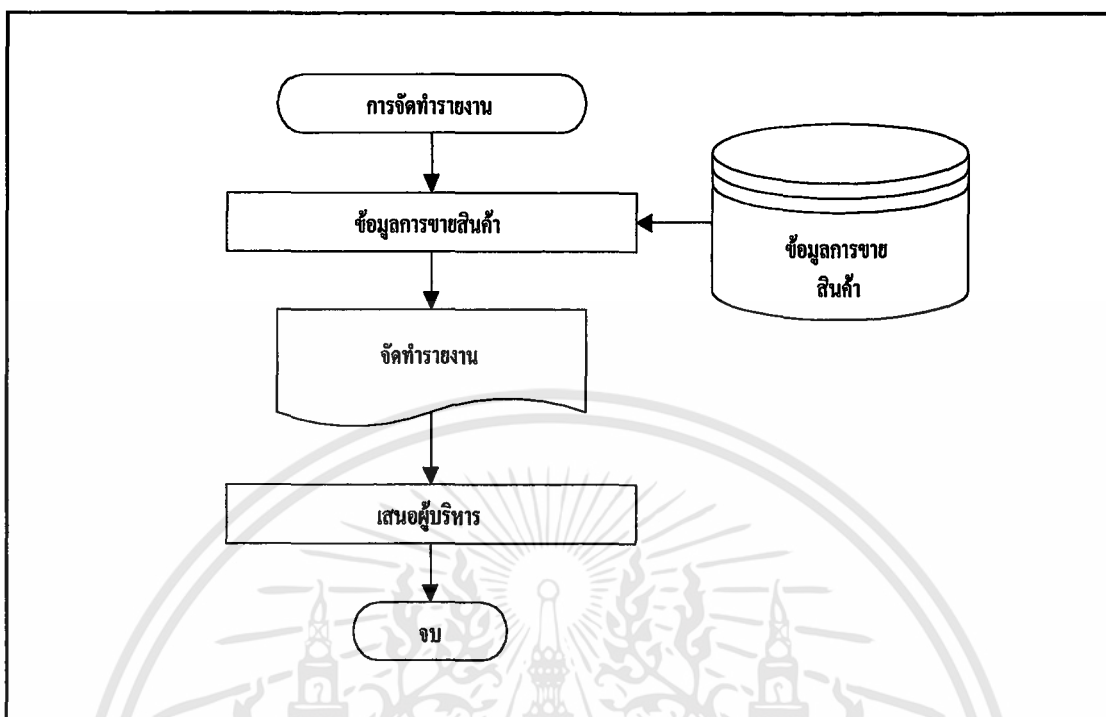 การจัดทำรายงาน
ข้อมูลการขายสินค้า
ข้อมูลการขาย
สินค้า
จัดทำรายงาน
เสนอผู้บริหาร
จบ